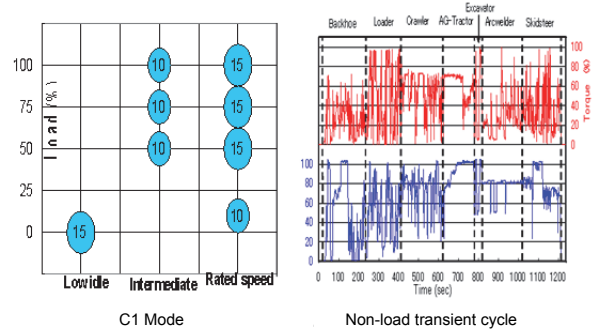 Excavator
Backhoe Loader Crawler AG-Tractor Arcwelder Skidsteer
100
75
50
25
0
Load (%)
10
15
10
15
10
15
10
15
Low idle Intermediate Rated speed
100
80
60
40
20
0
Torque (%)
100
80
60
40
20
0
0 100 200 300 400 500 600 700 800 900 1000 1100 1200
Time (sec)
C1 Mode
Non-load transient cycle